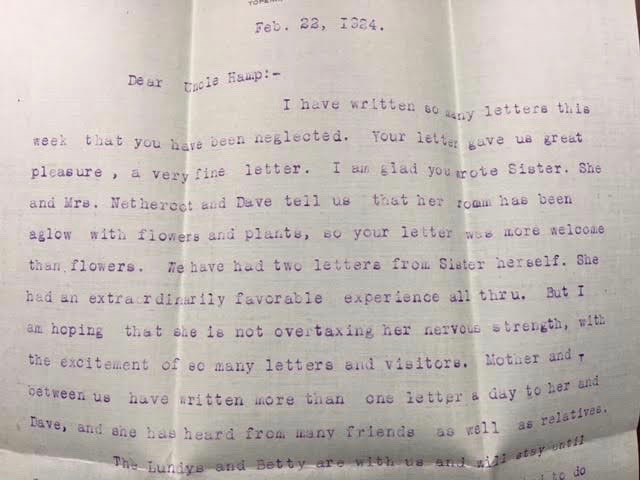 TOPEKA
Feb. 22, 1924.
Dear Uncle Hamp:-
I have written so many letters this
week that you have been neglected. Your letter gave us great
pleasure, a very fine letter. I am glad you wrote Sister. She
and Mrs. Nethercot and Dave tell us that her romm has been
aglow with flowers and plants, so your letter was more welcome
than flowers. We have had two letters from Sister herself. She
had an extraordinarily favorable experience all thru. But I
am hoping that she is not overtaxing her nervous strength, with
the excitement of so many letters and visitors. Mother and I
between us have written more than one letter a day to her and
Dave, and she has heard from many friends as well as relatives.
The Lundys and Betty are with us and will stay until
to do